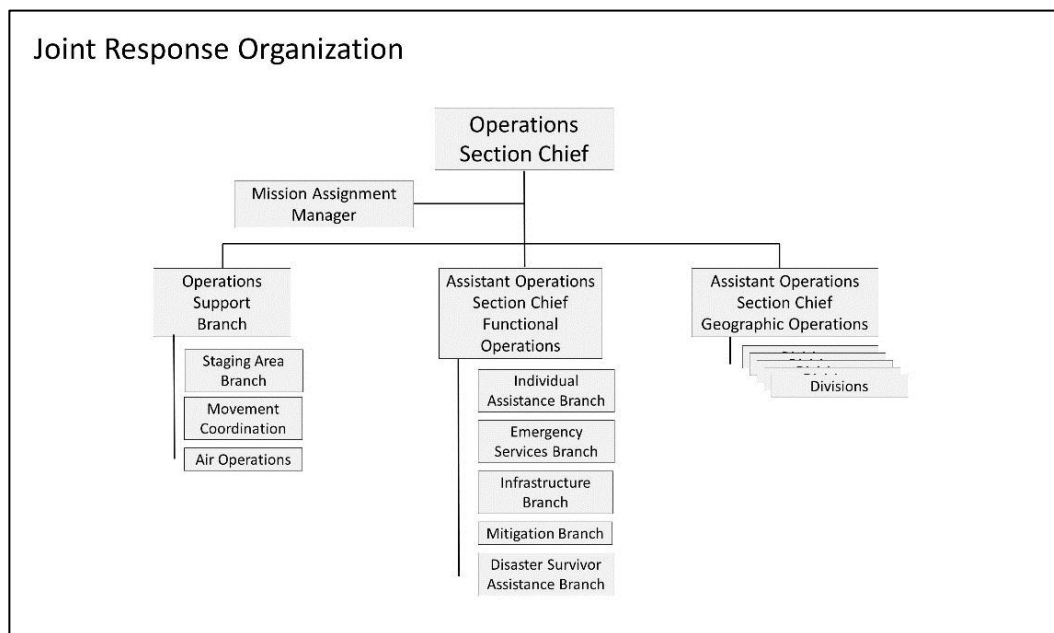 Joint Response Organization
Operations
Section Chief
Mission Assignment
Manager
Operations
Support
Branch
Staging Area
Branch
Movement
Coordination
Air Operations
Assistant Operations
Section Chief
Functional
Operations
Individual
Assistance Branch
Emergency
Services Branch
Infrastructure
Branch
Mitigation Branch
Disaster Survivor
Assistance Branch
Assistant Operations
Section Chief
Geographic Operations
Divisions